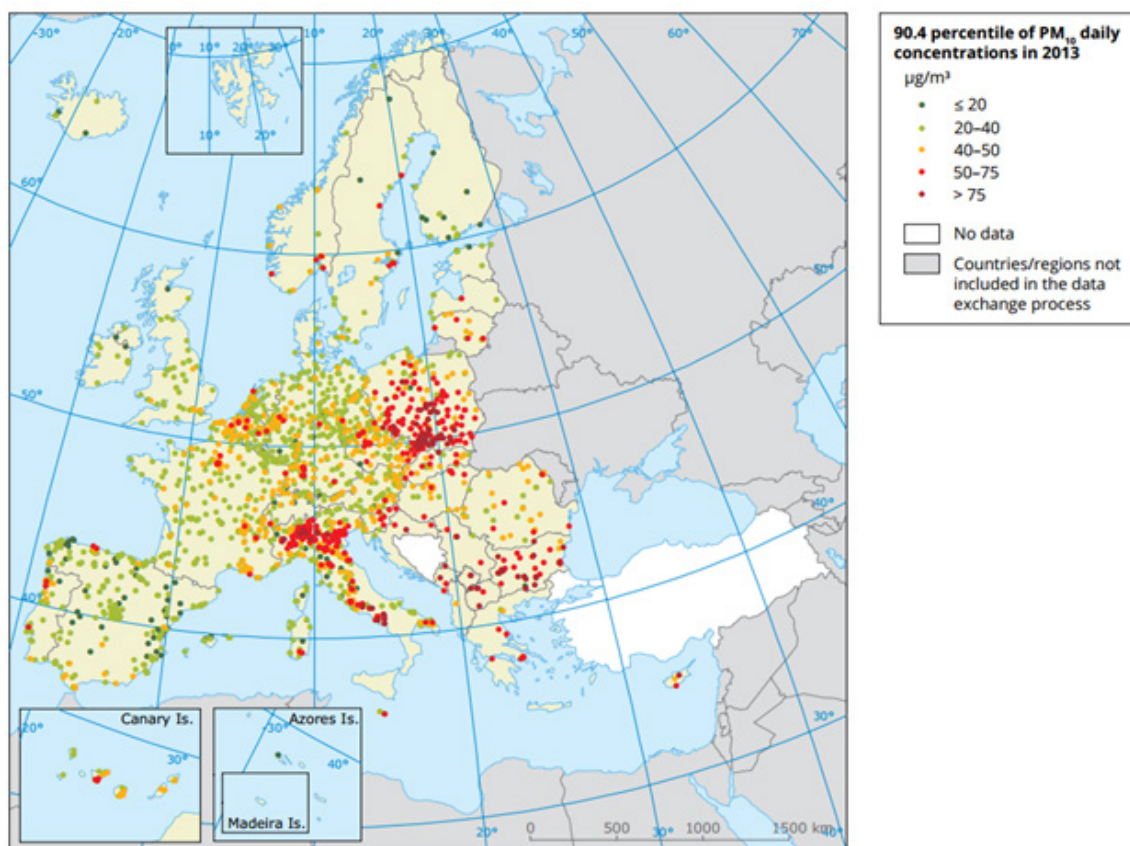 -30°
-20°
0°
10°
20°
30°
50°
60°
70°
10°
20°
60°
50°
50°
40°
40°
Canary Is.
Azores Is.
20°
30°
-30°
40°
Madeira Is.
10°
30°
20°
30°
40°
0 500 1000 1500 km
90.4 percentile of PM₁₀ daily
concentrations in 2013
µg/m³
≤ 20
20–40
40–50
50–75
> 75
No data
Countries/regions not
included in the data
exchange process